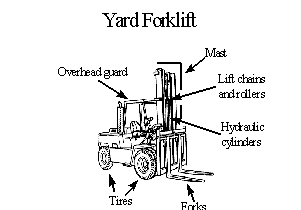 Yard Forklift
Mast
Overhead guard
Lift chains
and rollers
Hydraulic
cylinders
Tires
Forks